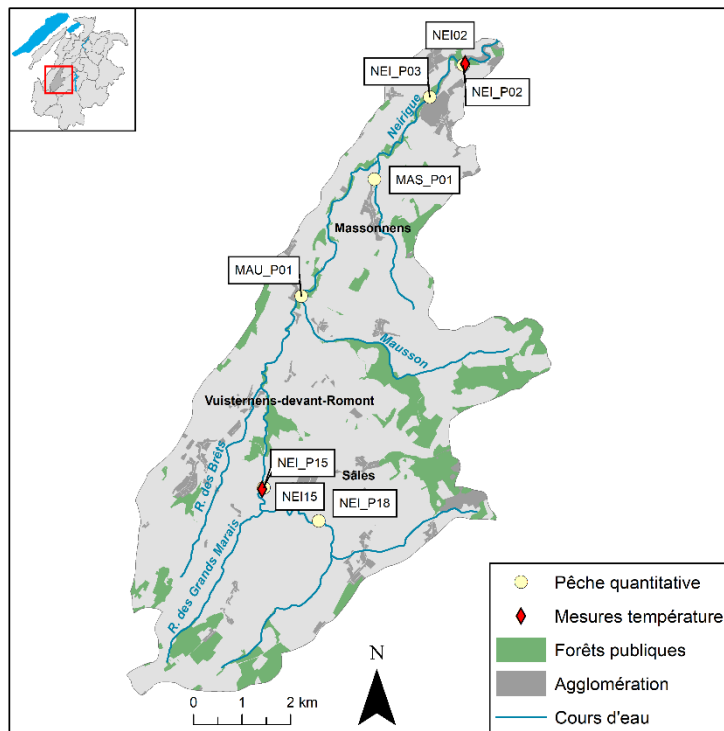 NEI02
NEI_P03
NEI_P02
Neirigue
MAS_P01
Massonnens
MAU_P01
Mausson
Vuisternens-devant-Romont
NEI_P15
Sâles
R. des Brêts
NEI15
NEI_P18
R. des Grands Marais
Pêche quantitative
Mesures température
Forêts publiques
Agglomération
Cours d'eau
N
0 1 2 km